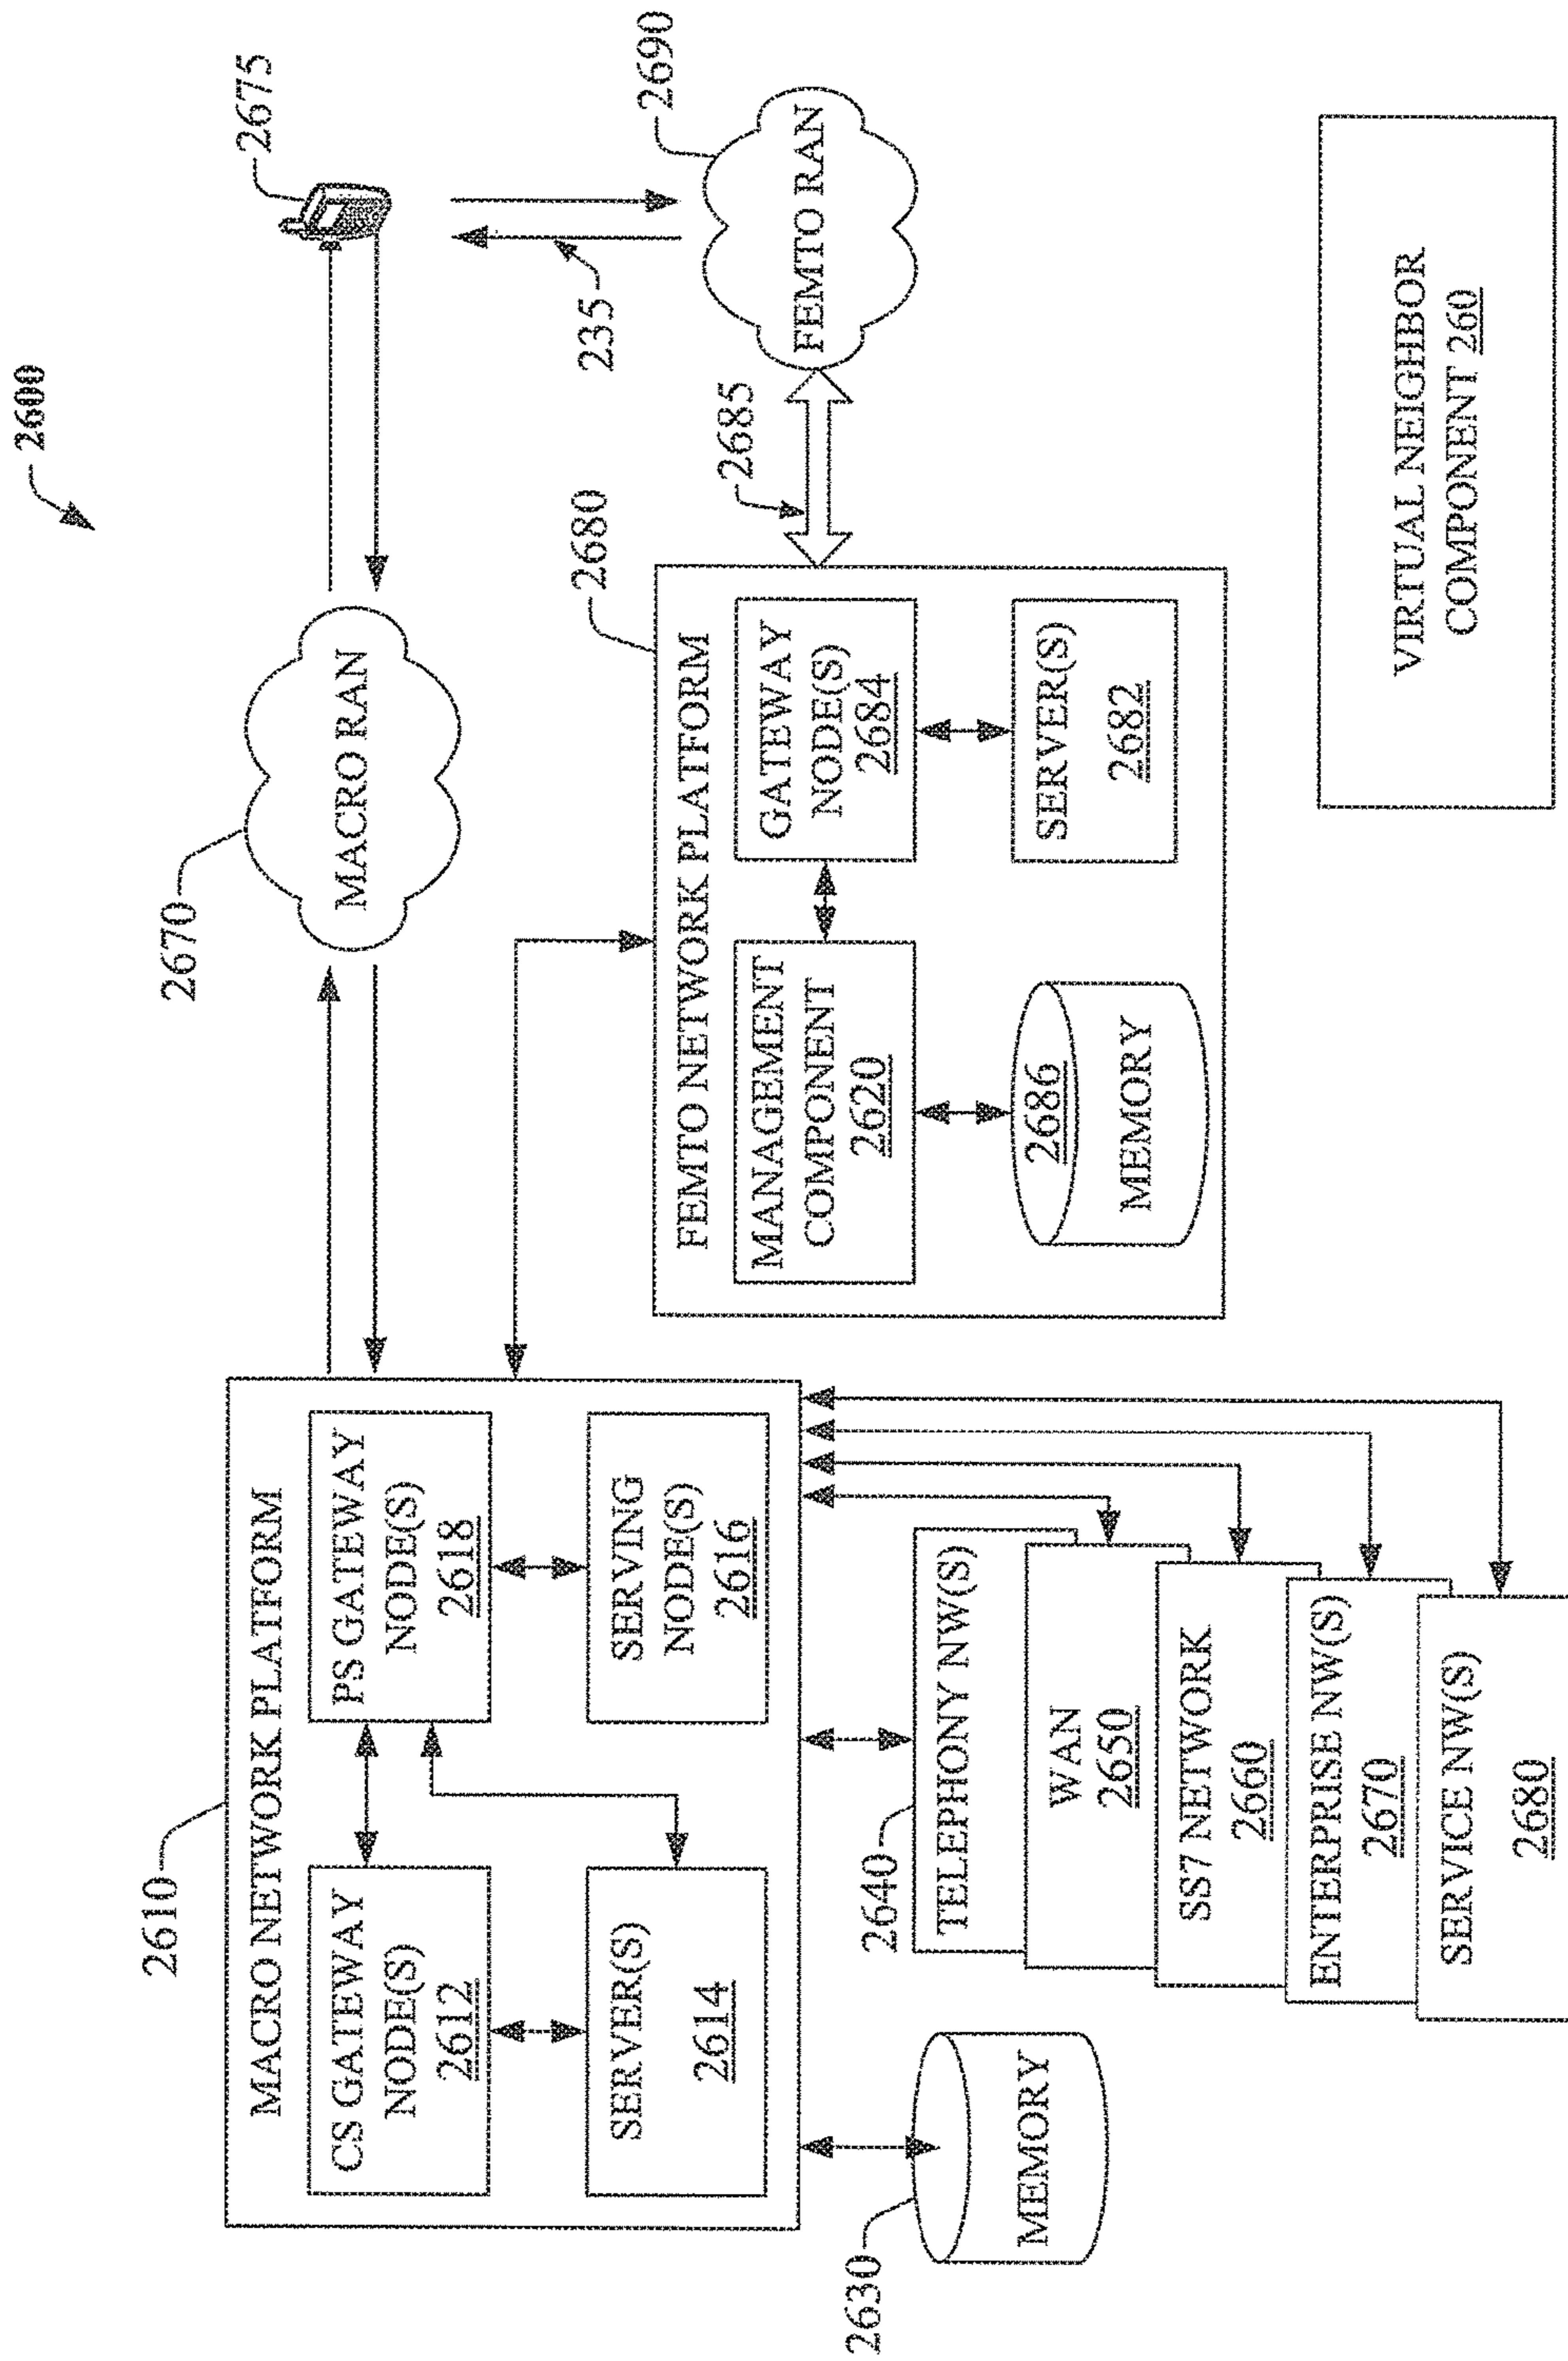 2600
2610
MACRO NETWORK PLATFORM
CS GATEWAY
NODE(S)
2612
PS GATEWAY
NODE(S)
2618
SERVER(S)
2614
SERVING
NODE(S)
2616
2670
MACRO RAN
2675
235
2690
FEMTO RAN
2685
2680
FEMTO NETWORK PLATFORM
MANAGEMENT
COMPONENT
2620
GATEWAY
NODE(S)
2684
2686
MEMORY
SERVER(S)
2682
2630
MEMORY
2640
TELEPHONY NW(S)
WAN
2650
SS7 NETWORK
2660
ENTERPRISE NW(S)
2670
SERVICE NW(S)
2680
VIRTUAL NEIGHBOR
COMPONENT 260